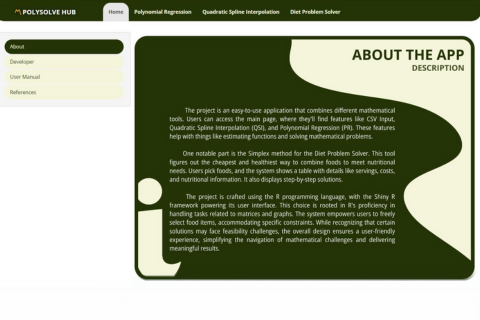 POLYSOLVE HUB Home Polynomial Regression Quadratic Spline Interpolation Diet Problem Solver
About
Developer
User Manual
References
ABOUT THE APP
DESCRIPTION
The project is an easy-to-use application that combines different mathematical
tools. Users can access the main page, where they'll find features like CSV Input,
Quadratic Spline Interpolation (QSI), and Polynomial Regression (PR). These features
help with things like estimating functions and solving mathematical problems.
One notable part is the Simplex method for the Diet Problem Solver. This tool
figures out the cheapest and healthiest way to combine foods to meet nutritional
needs. Users pick foods, and the system shows a table with details like servings, costs,
and nutritional information. It also displays step-by-step solutions.
The project is crafted using the R programming language, with the Shiny R
framework powering its user interface. This choice is rooted in R's proficiency in
handling tasks related to matrices and graphs. The system empowers users to freely
select food items, accommodating specific constraints. While recognizing that certain
solutions may face feasibility challenges, the overall design ensures a user-friendly
experience, simplifying the navigation of mathematical challenges and delivering
meaningful results.